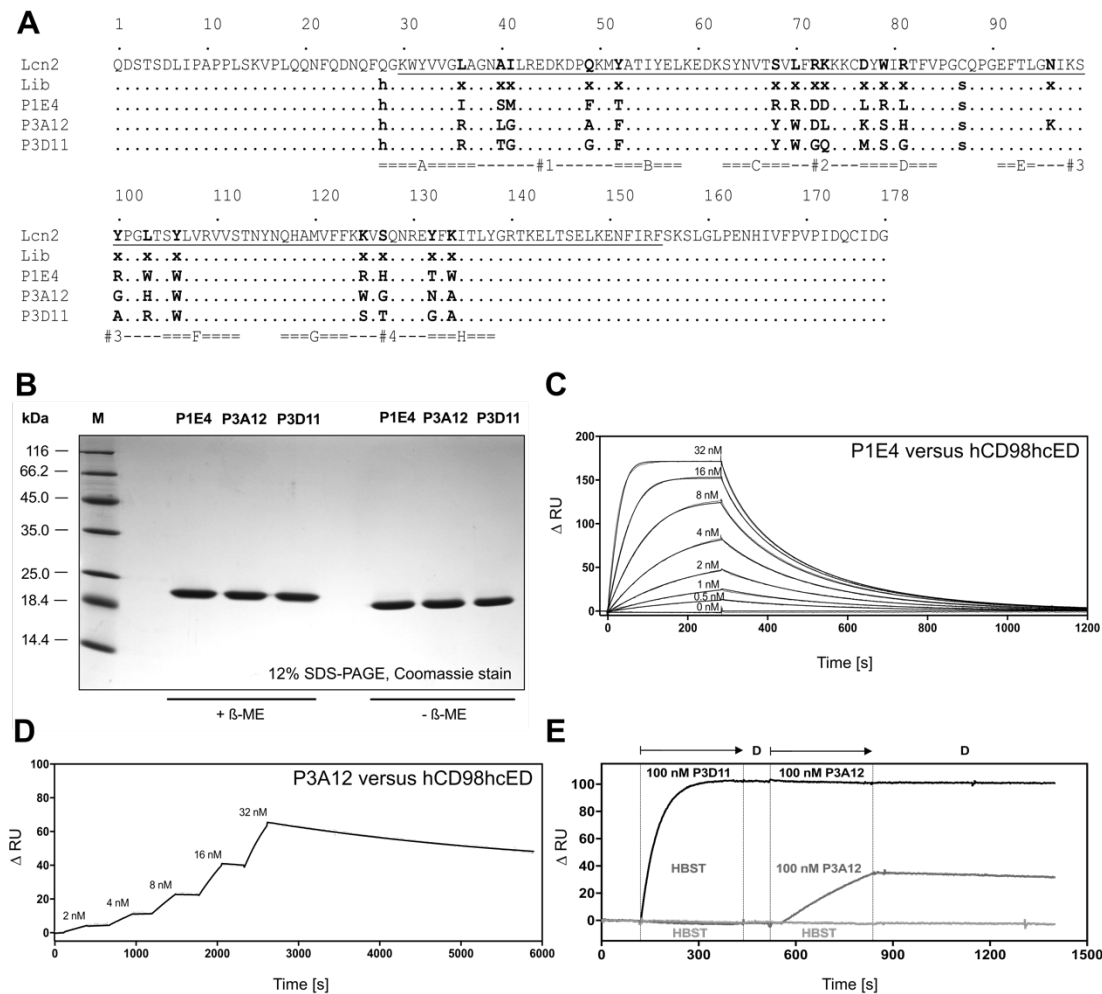 A
1 10 20 30 40 50 60 70 80 90
Lcn2 QDSTSDLIPAPPLSKVPLQQNFQDNQFQGKWYVVGLAGNAILREDKDPQKMYATIYELKEDKSYNVTSVLFRKKKCDYWIRTFVPGCQPGEFTLGNIKS
Lib ...........................h.......x...xx.......x..x...............x.x.xx...x.x.x.....s........x...
P1E4 ...........................h.......I...SM.......F..T...............R.R.DD...L.R.L.....s............
P3A12 ...........................h.......R...LG.......A..F...............Y.W.DL...K.S.H.....s........K...
P3D11 ...........................h.......R...TG.......S..F...............Y.W.GQ...M.S.G.....s............
====A====-------#1------===B====    ===C==---#2---====D====       ==E==----#3
100 110 120 130 140 150 160 170 178
Lcn2 YPGLTSYLVRVVSTNYNQHAMVFFKKVSQNREYFKITLYGRTKELTSELKENFIRFSKSLGLPENHIVFPVPIDQCIDG
Lib x..x..x..................x.x....x.x............................................
P1E4 R..W..W..................R.H....T.W............................................
P3A12 G..H..W..................W.G....N.A............................................
P3D11 A..R..W..................S.T....G.A............................................
#3-----===F====     ===G===---#4----===H====
B
kDa M P1E4 P3A12 P3D11 P1E4 P3A12 P3D11
116
66.2
45.0
35.0
25.0
18.4
14.4
12% SDS-PAGE, Coomassie stain
+ ß-ME - ß-ME
C
P1E4 versus hCD98hcED
Δ RU
200
150
100
50
0
32 nM
16 nM
8 nM
4 nM
2 nM
1 nM
0.5 nM
0 nM
0 200 400 600 800 1000 1200
Time [s]
D
P3A12 versus hCD98hcED
Δ RU
100
80
60
40
20
0
2 nM
4 nM
8 nM
16 nM
32 nM
0 1000 2000 3000 4000 5000 6000
Time [s]
E
D D
100 nM P3D11 100 nM P3A12
HBST 100 nM P3A12
HBST HBST
Δ RU
100
80
60
40
20
0
0 300 600 900 1200 1500
Time [s]